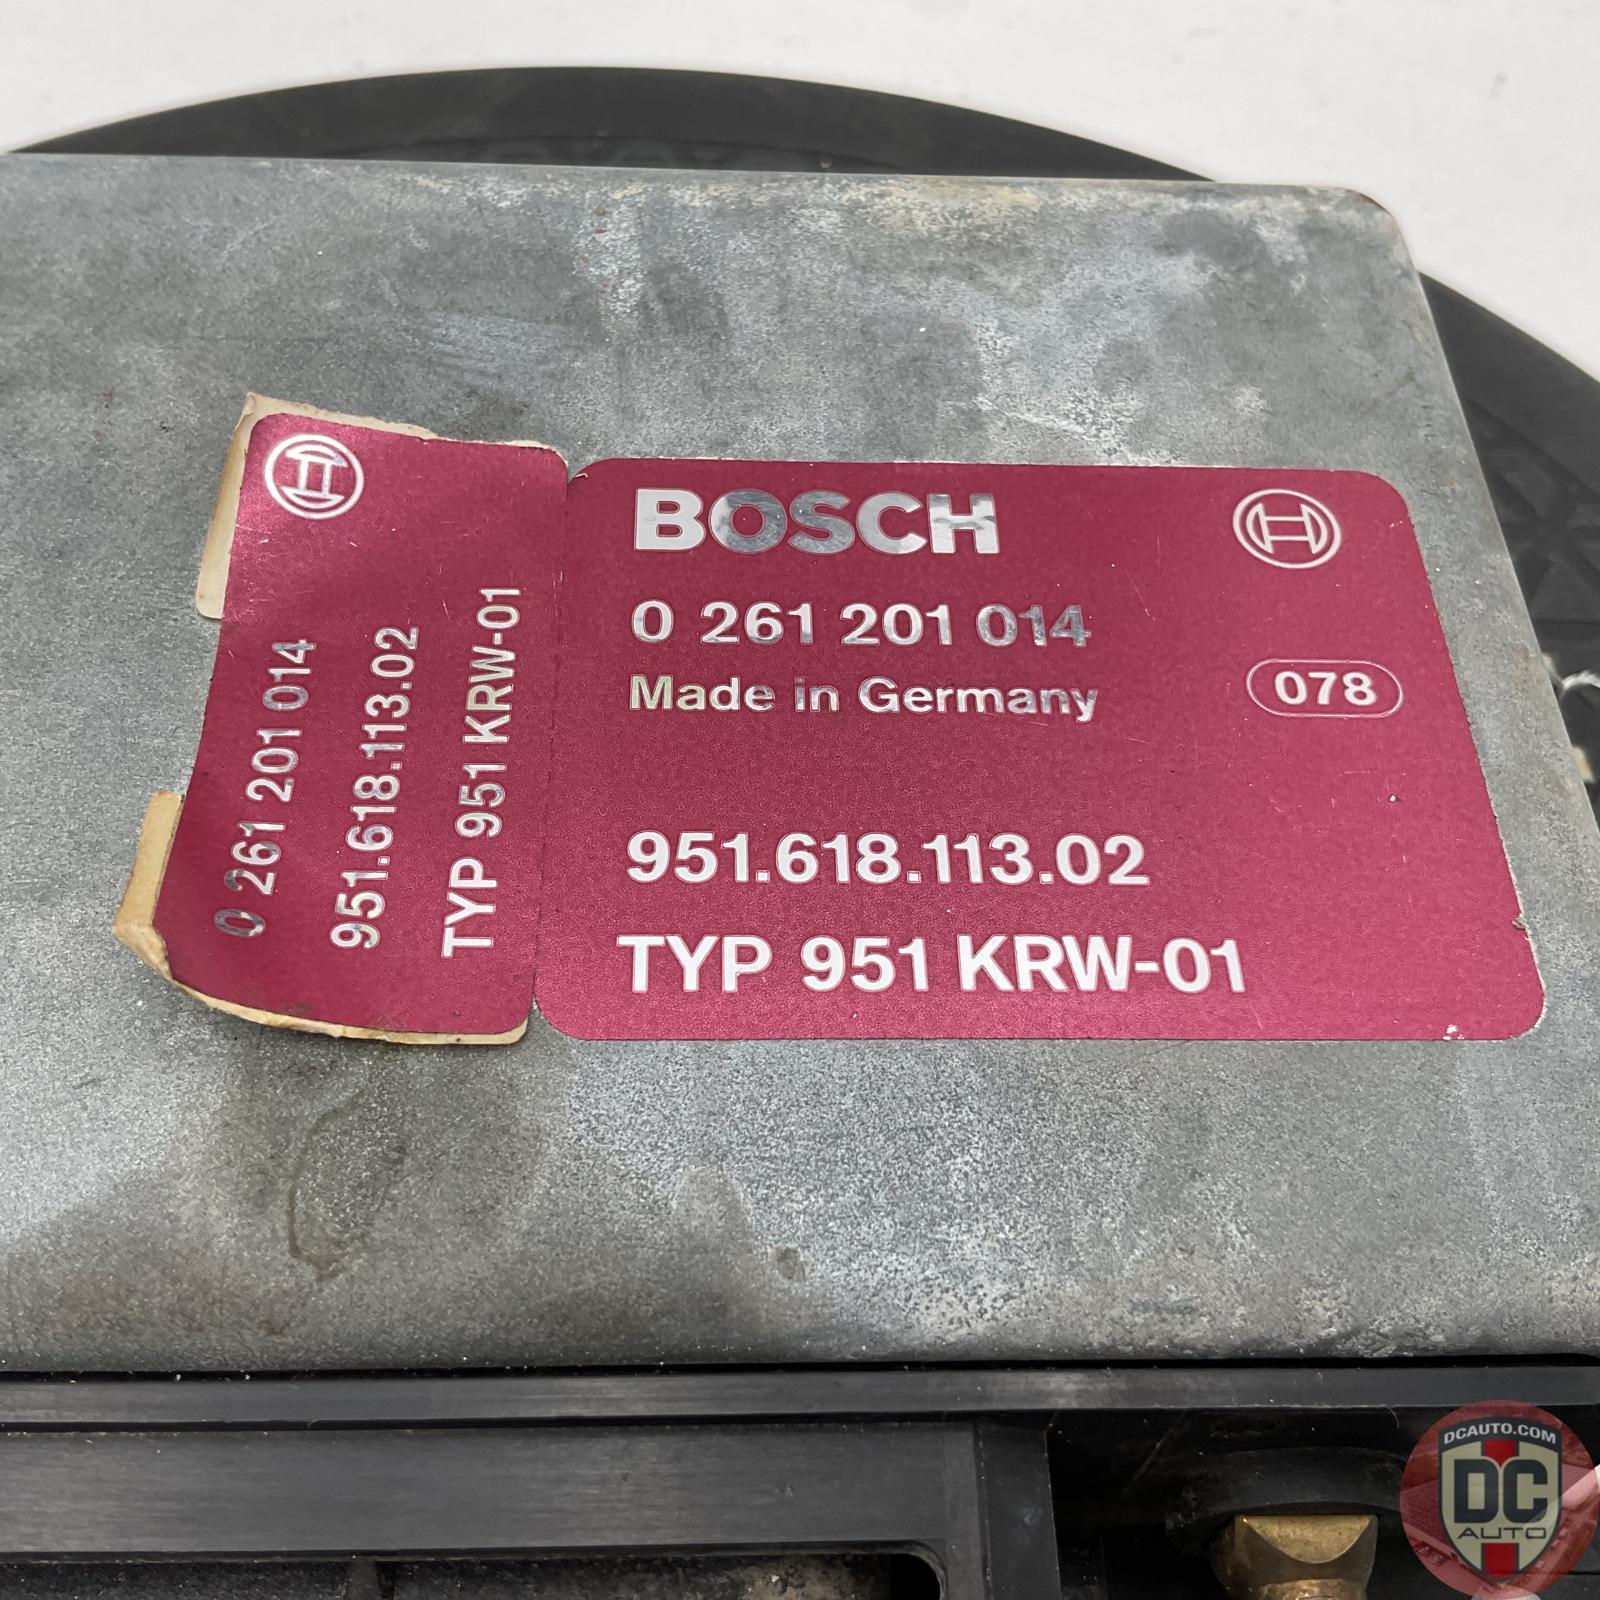 0 261 201 014
951.618.113.02
TYP 951 KRW-01
BOSCH
0 261 201 014
Made in Germany
078
951.618.113.02
TYP 951 KRW-01
DCAUTO.COM
DC
AUTO